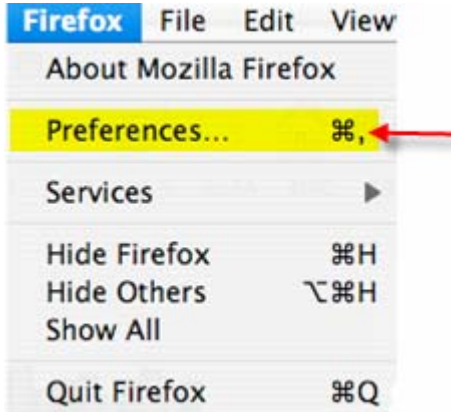 Firefox File Edit View
About Mozilla Firefox
Preferences... ⌘,
Services ▶
Hide Firefox ⌘H
Hide Others ⌥⌘H
Show All
Quit Firefox ⌘Q